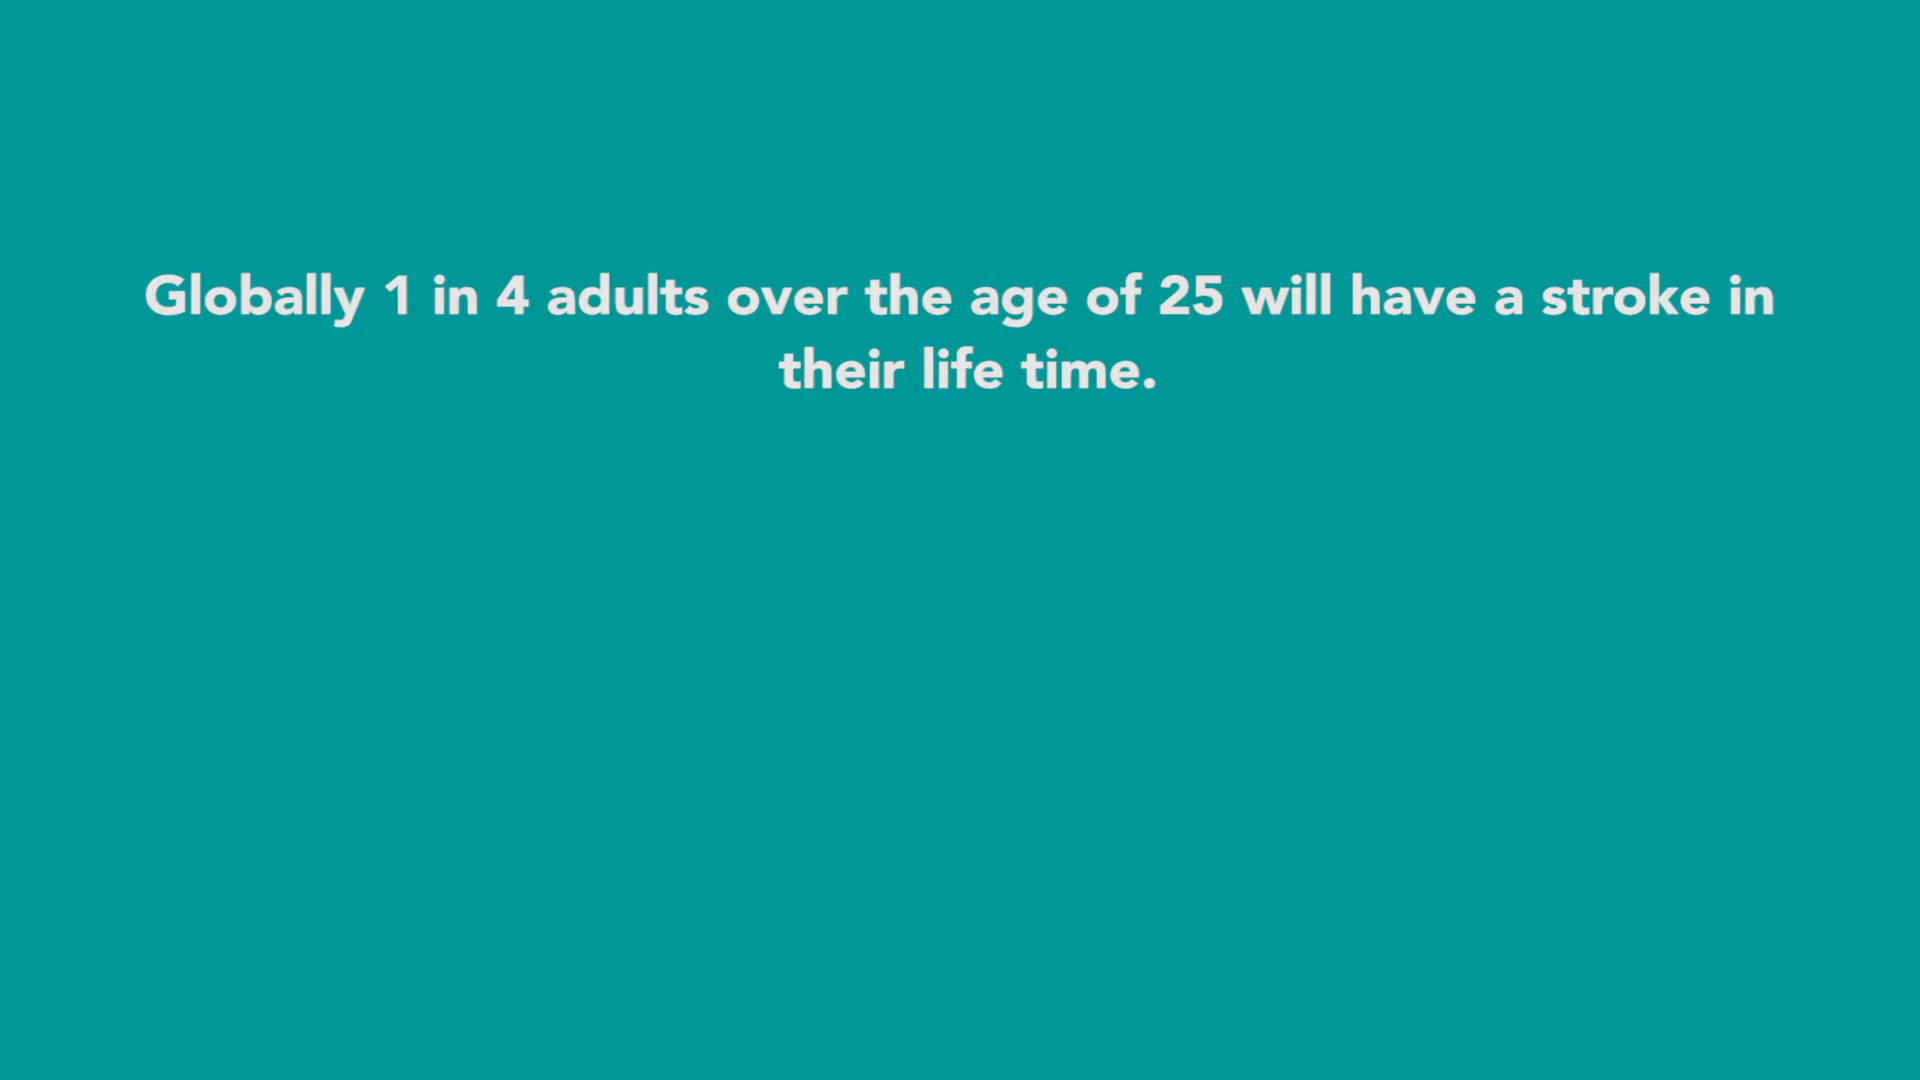 Globally 1 in 4 adults over the age of 25 will have a stroke in
their life time.